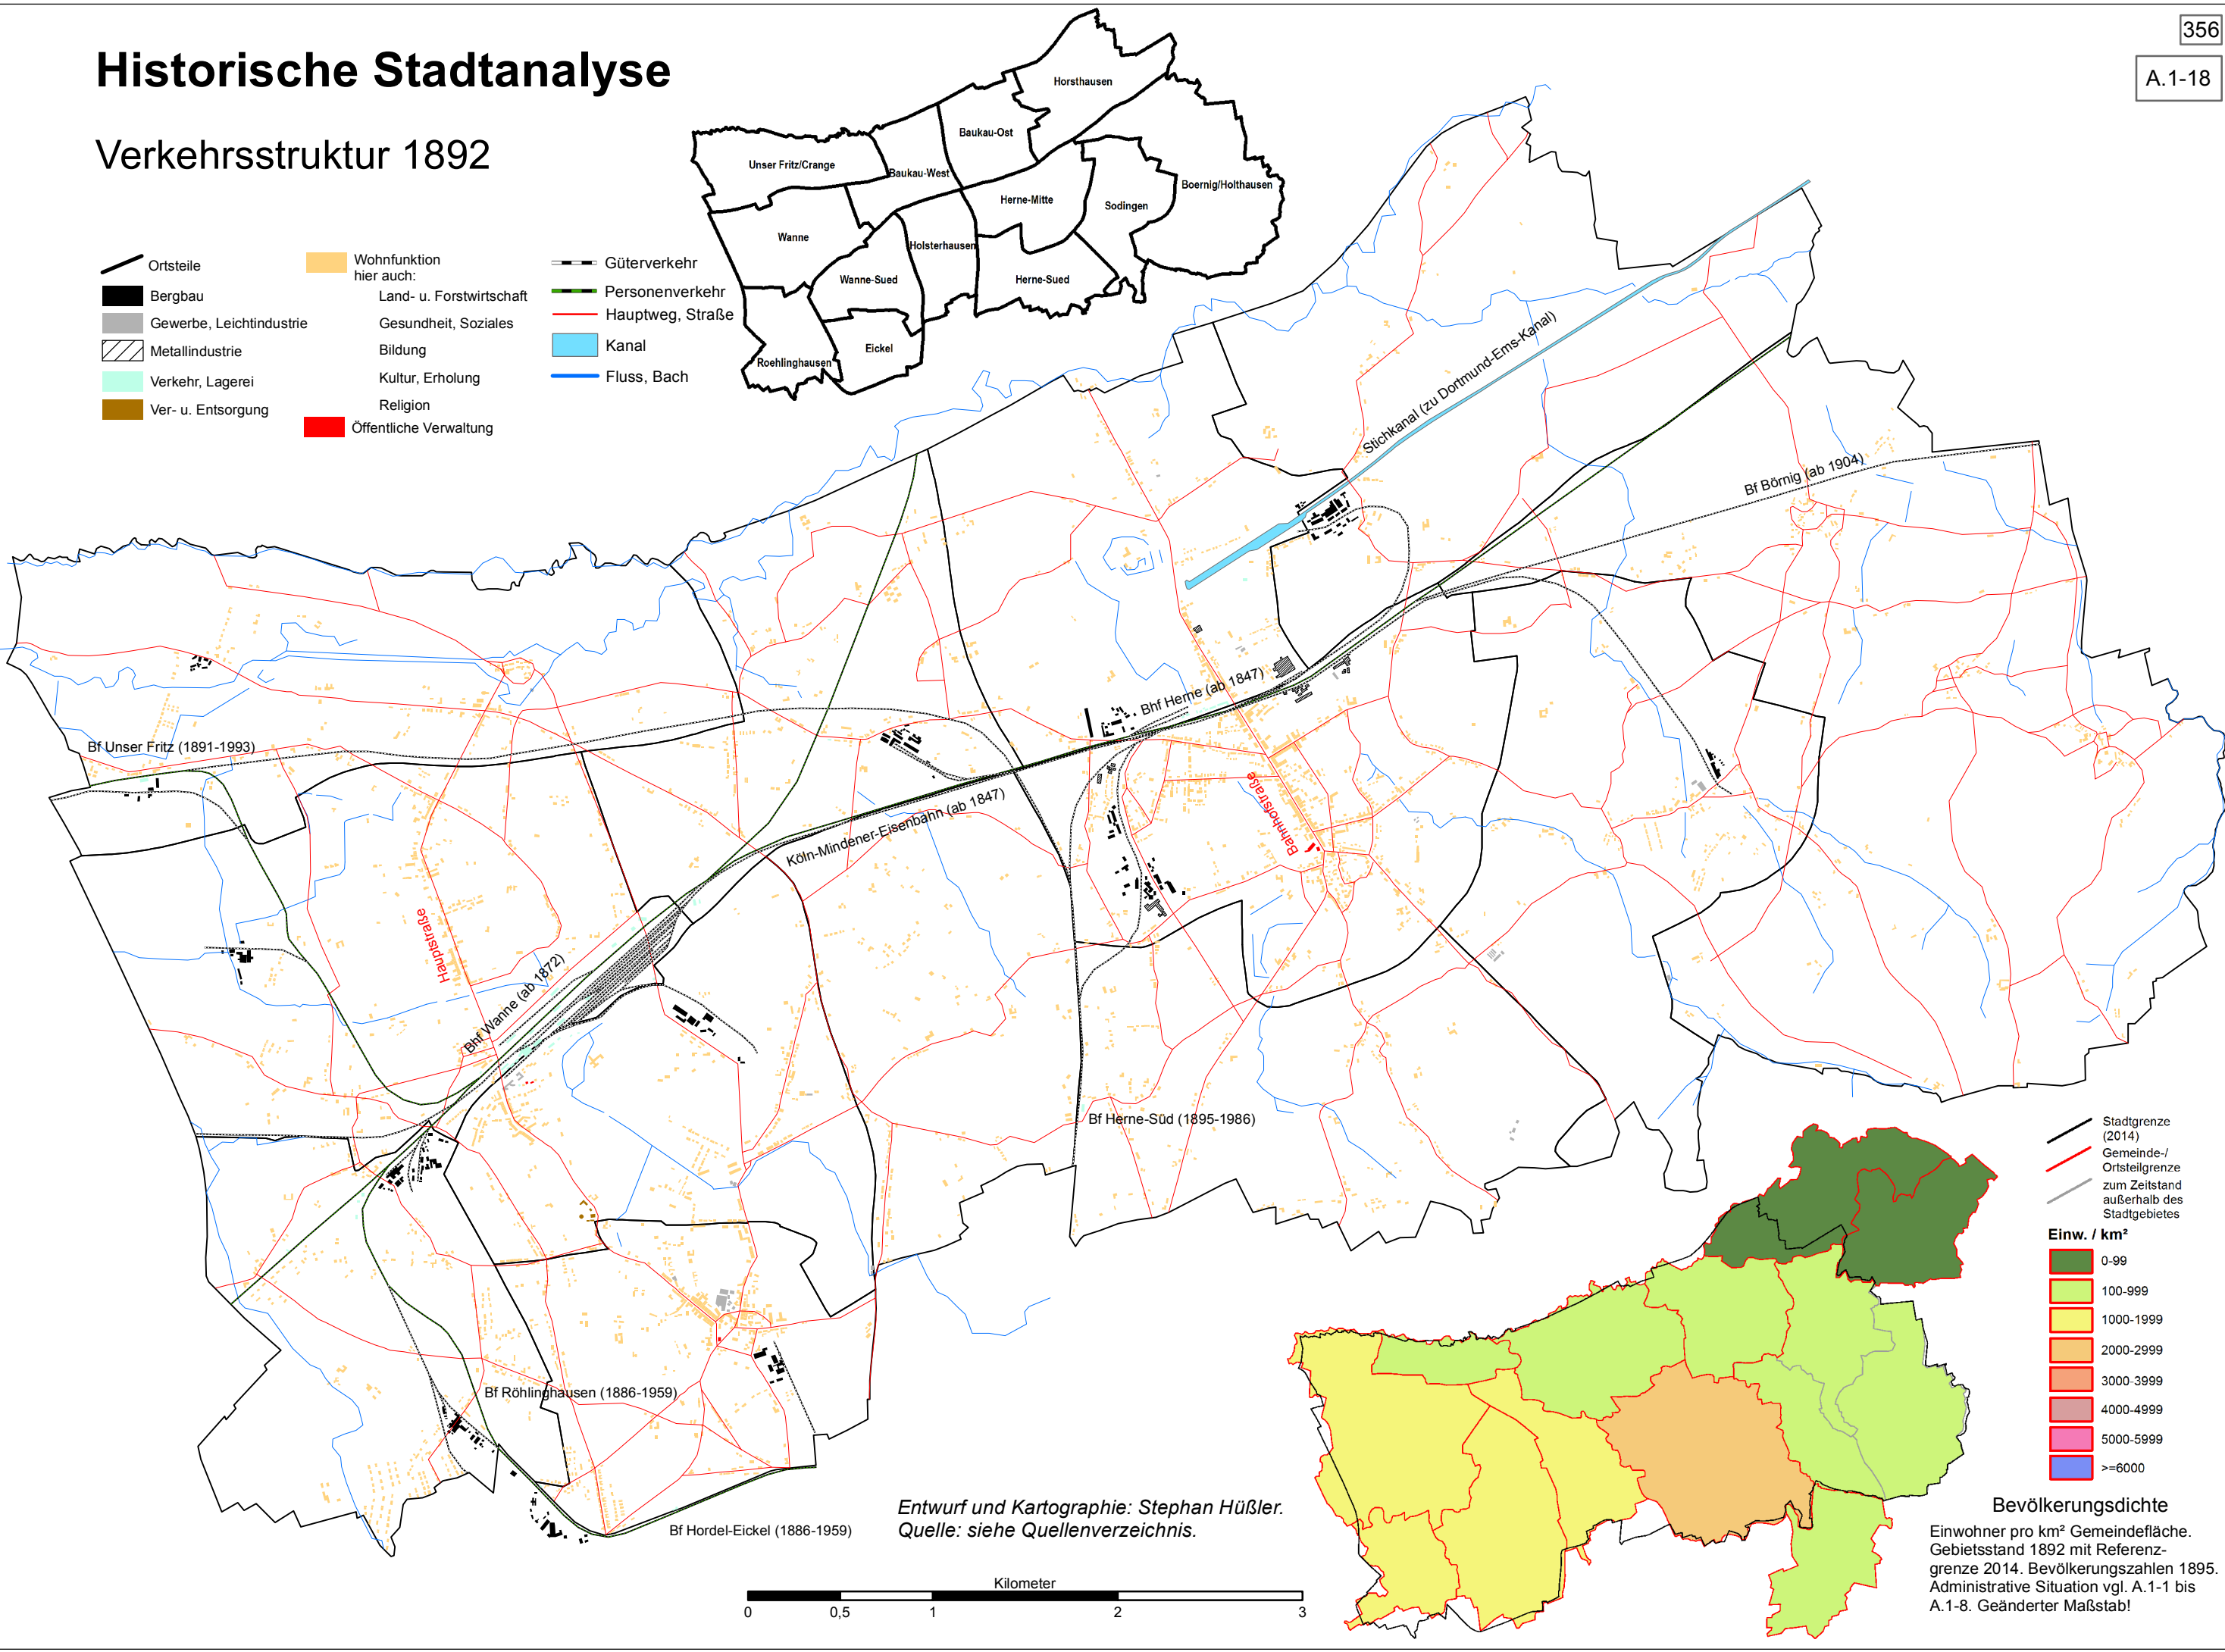 356
A.1-18
Historische Stadtanalyse
Verkehrsstruktur 1892
Ortsteile
Bergbau
Gewerbe, Leichtindustrie
Metallindustrie
Verkehr, Lagerei
Ver- u. Entsorgung
Wohnfunktion
hier auch:
Land- u. Forstwirtschaft
Gesundheit, Soziales
Bildung
Kultur, Erholung
Religion
Öffentliche Verwaltung
Güterverkehr
Personenverkehr
Hauptweg, Straße
Kanal
Fluss, Bach
Horsthausen
Baukau-Ost
Unser Fritz/Crange
Baukau-West
Boernig/Holthausen
Herne-Mitte
Sodingen
Wanne
Holsterhausen
Wanne-Sued
Herne-Sued
Eickel
Roehlinghausen
Stichkanal (zu Dortmund-Ems-Kanal)
Bf Börnig (ab 1904)
Bhf Herne (ab 1847)
Bf Unser Fritz (1891-1993)
Köln-Mindener-Eisenbahn (ab 1847)
Bahnhofstraße
Hauptstraße
Bhf Wanne (ab 1872)
Bf Herne-Süd (1895-1986)
Bf Röhlinghausen (1886-1959)
Bf Hordel-Eickel (1886-1959)
Entwurf und Kartographie: Stephan Hüßler.
Quelle: siehe Quellenverzeichnis.
Kilometer
0 0,5 1 2 3
Stadtgrenze
(2014)
Gemeinde-/
Ortsteilgrenze
zum Zeitstand
außerhalb des
Stadtgebietes
Einw. / km²
0-99
100-999
1000-1999
2000-2999
3000-3999
4000-4999
5000-5999
>=6000
Bevölkerungsdichte
Einwohner pro km² Gemeindefläche.
Gebietsstand 1892 mit Referenz-
grenze 2014. Bevölkerungszahlen 1895.
Administrative Situation vgl. A.1-1 bis
A.1-8. Geänderter Maßstab!